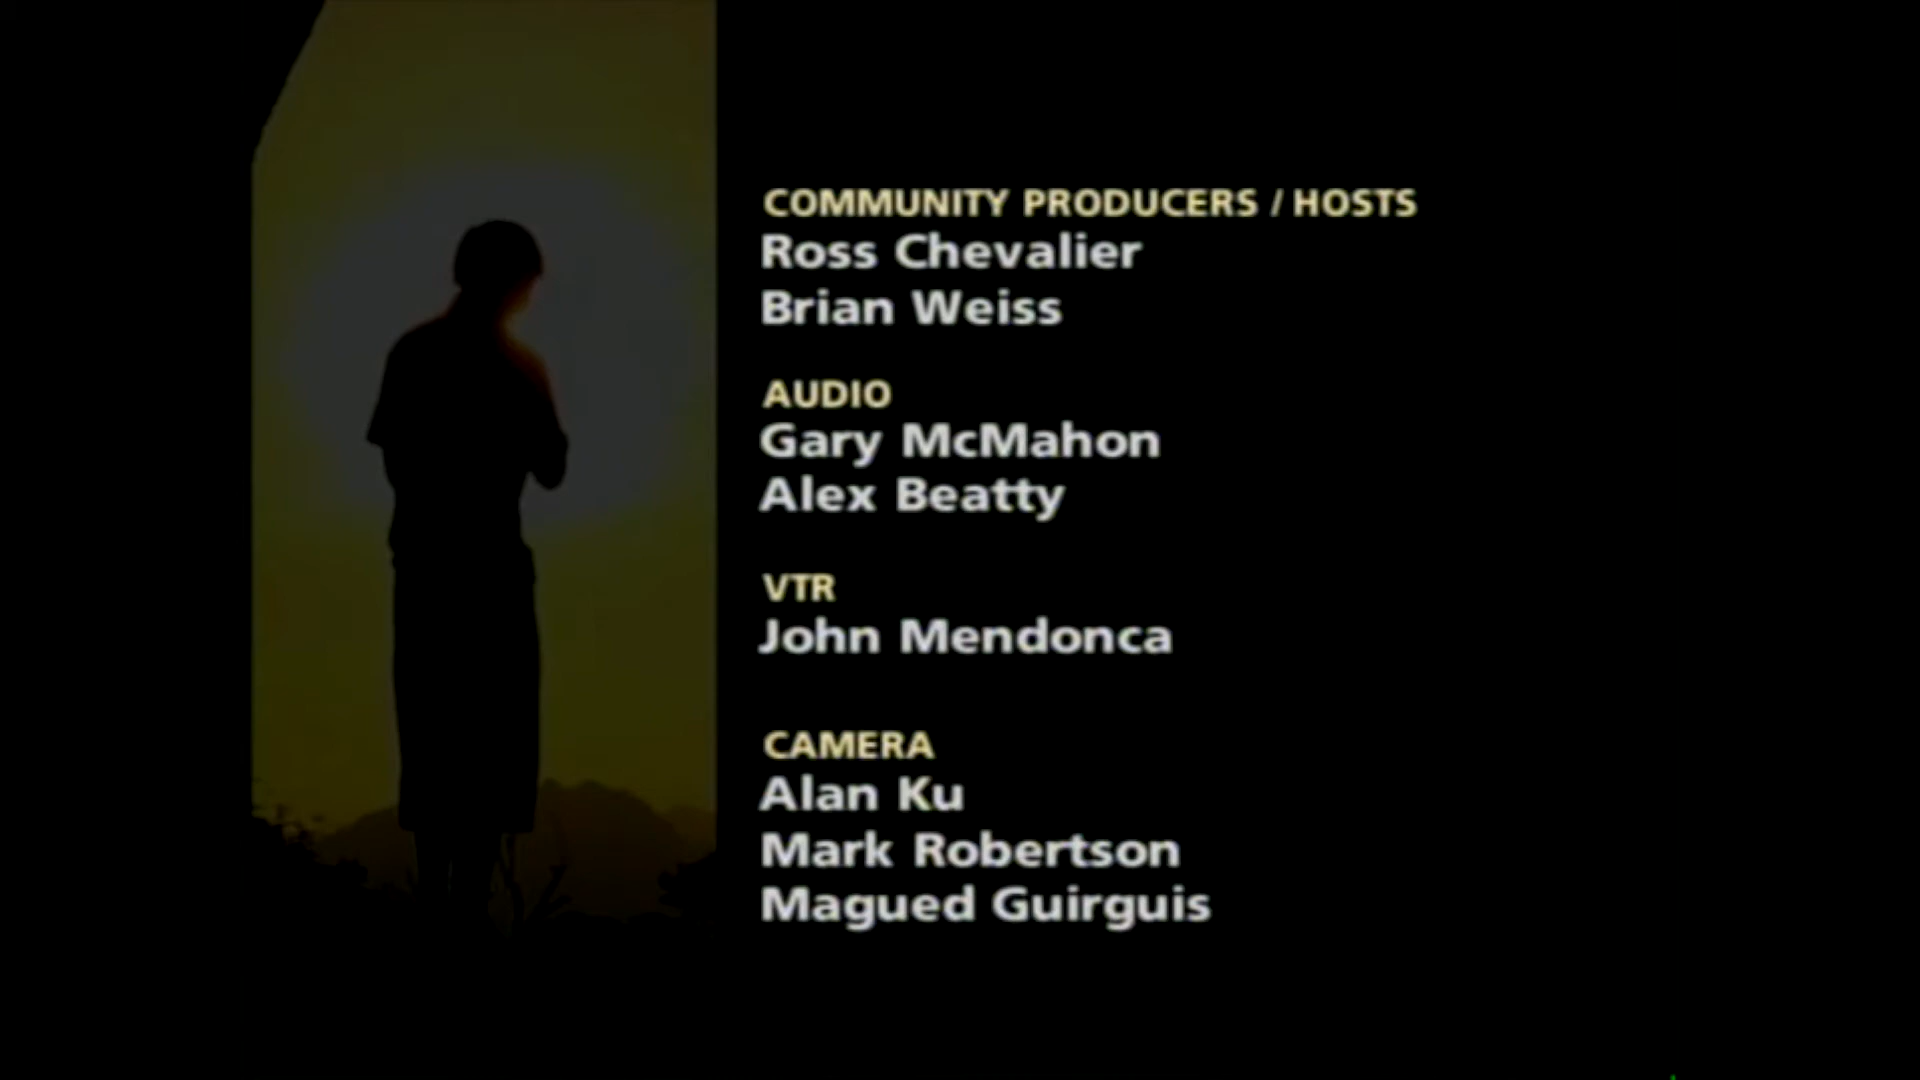 COMMUNITY PRODUCERS / HOSTS
Ross Chevalier
Brian Weiss
AUDIO
Gary McMahon
Alex Beatty
VTR
John Mendonca
CAMERA
Alan Ku
Mark Robertson
Magued Guirguis